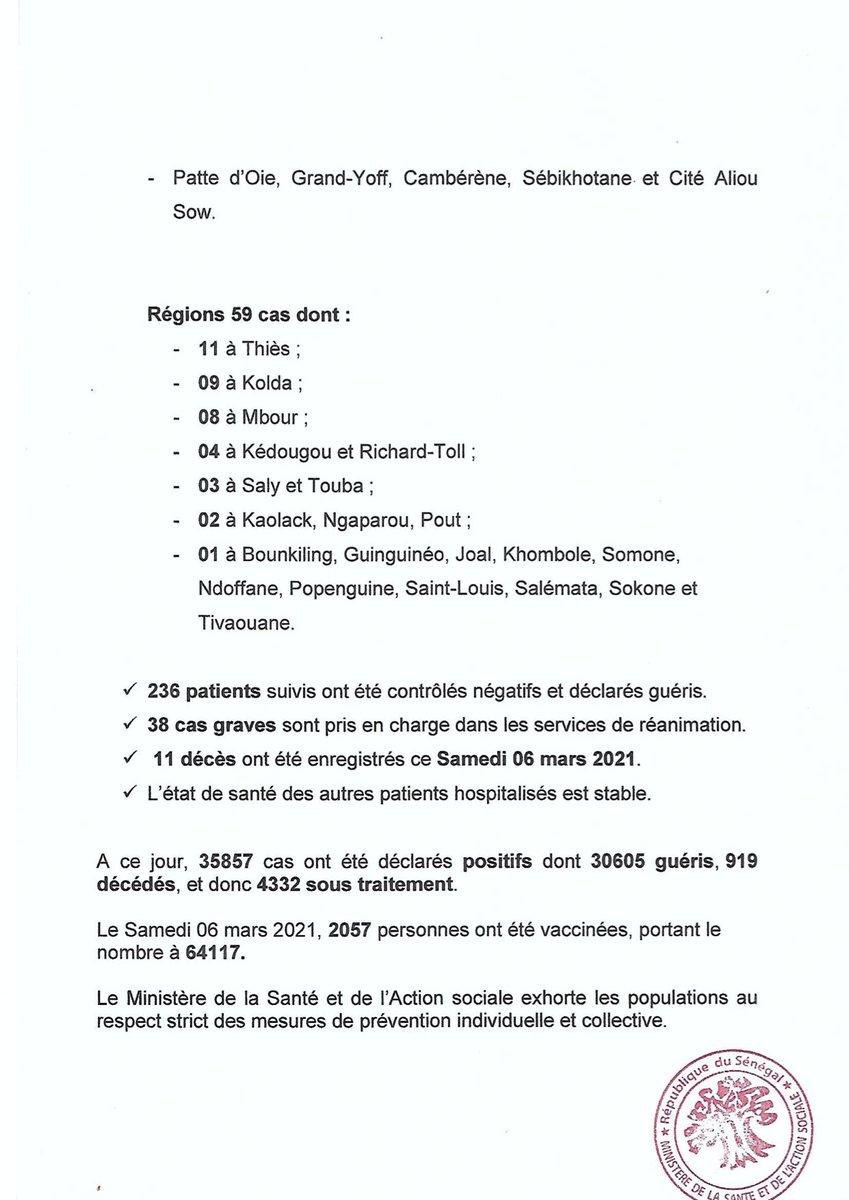 - Patte d'Oie, Grand-Yoff, Cambérène, Sébikhotane et Cité Aliou
Sow.
Régions 59 cas dont :
- 11 à Thiès ;
- 09 à Kolda ;
- 08 à Mbour ;
- 04 à Kédougou et Richard-Toll ;
- 03 à Saly et Touba ;
- 02 à Kaolack, Ngaparou, Pout ;
- 01 à Bounkiling, Guinguinéo, Joal, Khombole, Somone,
Ndoffane, Popenguine, Saint-Louis, Salémata, Sokone et
Tivaouane.
✓ 236 patients suivis ont été contrôlés négatifs et déclarés guéris.
✓ 38 cas graves sont pris en charge dans les services de réanimation.
✓ 11 décès ont été enregistrés ce Samedi 06 mars 2021.
✓ L'état de santé des autres patients hospitalisés est stable.
A ce jour, 35857 cas ont été déclarés positifs dont 30605 guéris, 919
décédés, et donc 4332 sous traitement.
Le Samedi 06 mars 2021, 2057 personnes ont été vaccinées, portant le
nombre à 64117.
Le Ministère de la Santé et de l'Action sociale exhorte les populations au
respect strict des mesures de prévention individuelle et collective.
★ République du Sénégal ★
MINISTÈRE DE LA SANTÉ ET DE L'ACTION SOCIALE